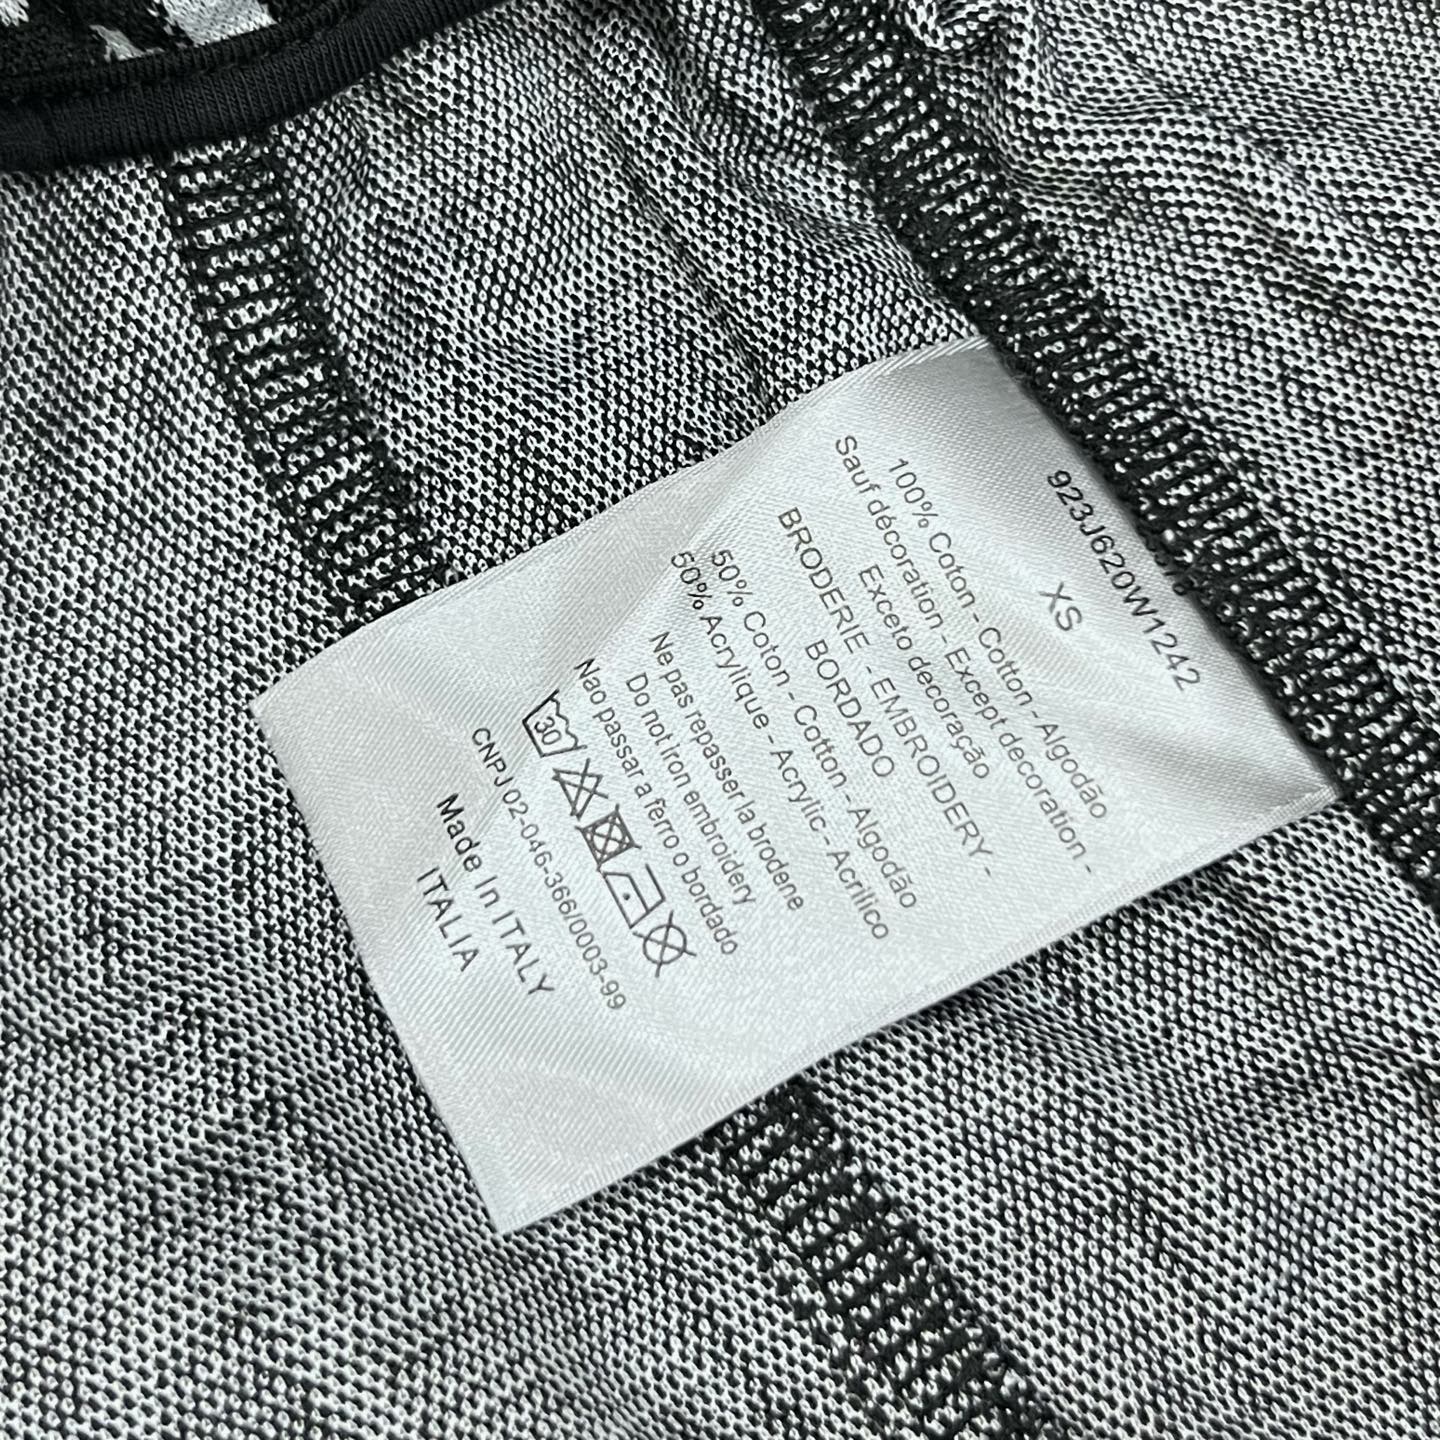 923J620W1242
XS
100% Coton - Cotton - Algodão
Sauf décoration - Except decoration -
Exceto decoração
BRODERIE - EMBROIDERY -
BORDADO
50% Coton - Cotton - Algodão
50% Acrylique - Acrylic - Acrílico
Ne pas repasser la brodene
Do not iron embroidery
Nao passar a ferro o bordado
30
CNPJ 02-046-366/0003-99
Made In ITALY
ITALIA